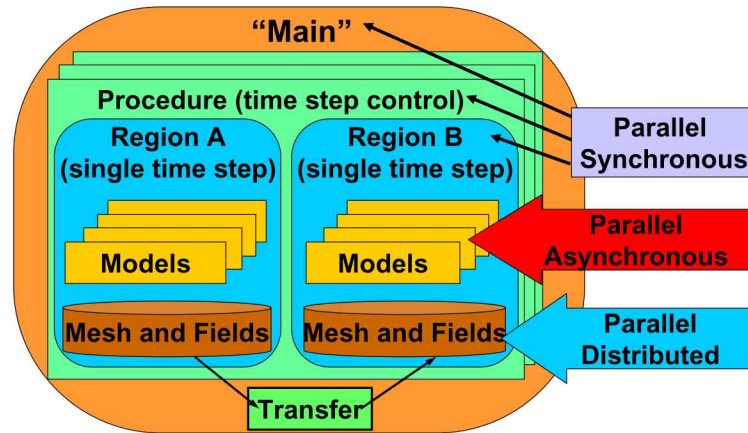 “Main”
Procedure (time step control)
Region A
(single time step)
Models
Mesh and Fields
Region B
(single time step)
Models
Mesh and Fields
Transfer
Parallel
Synchronous
Parallel
Asynchronous
Parallel
Distributed